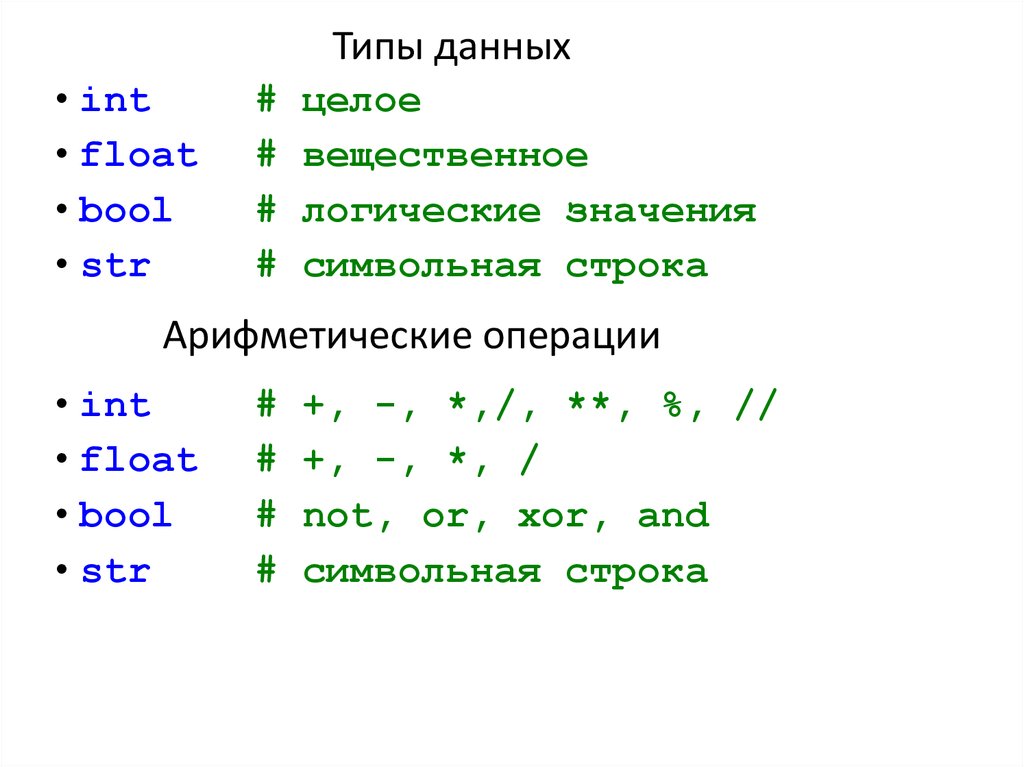 Типы данных
• int # целое
• float # вещественное
• bool # логические значения
• str # символьная строка
Арифметические операции
• int # +, -, *,/, **, %, //
• float # +, -, *, /
• bool # not, or, xor, and
• str # символьная строка